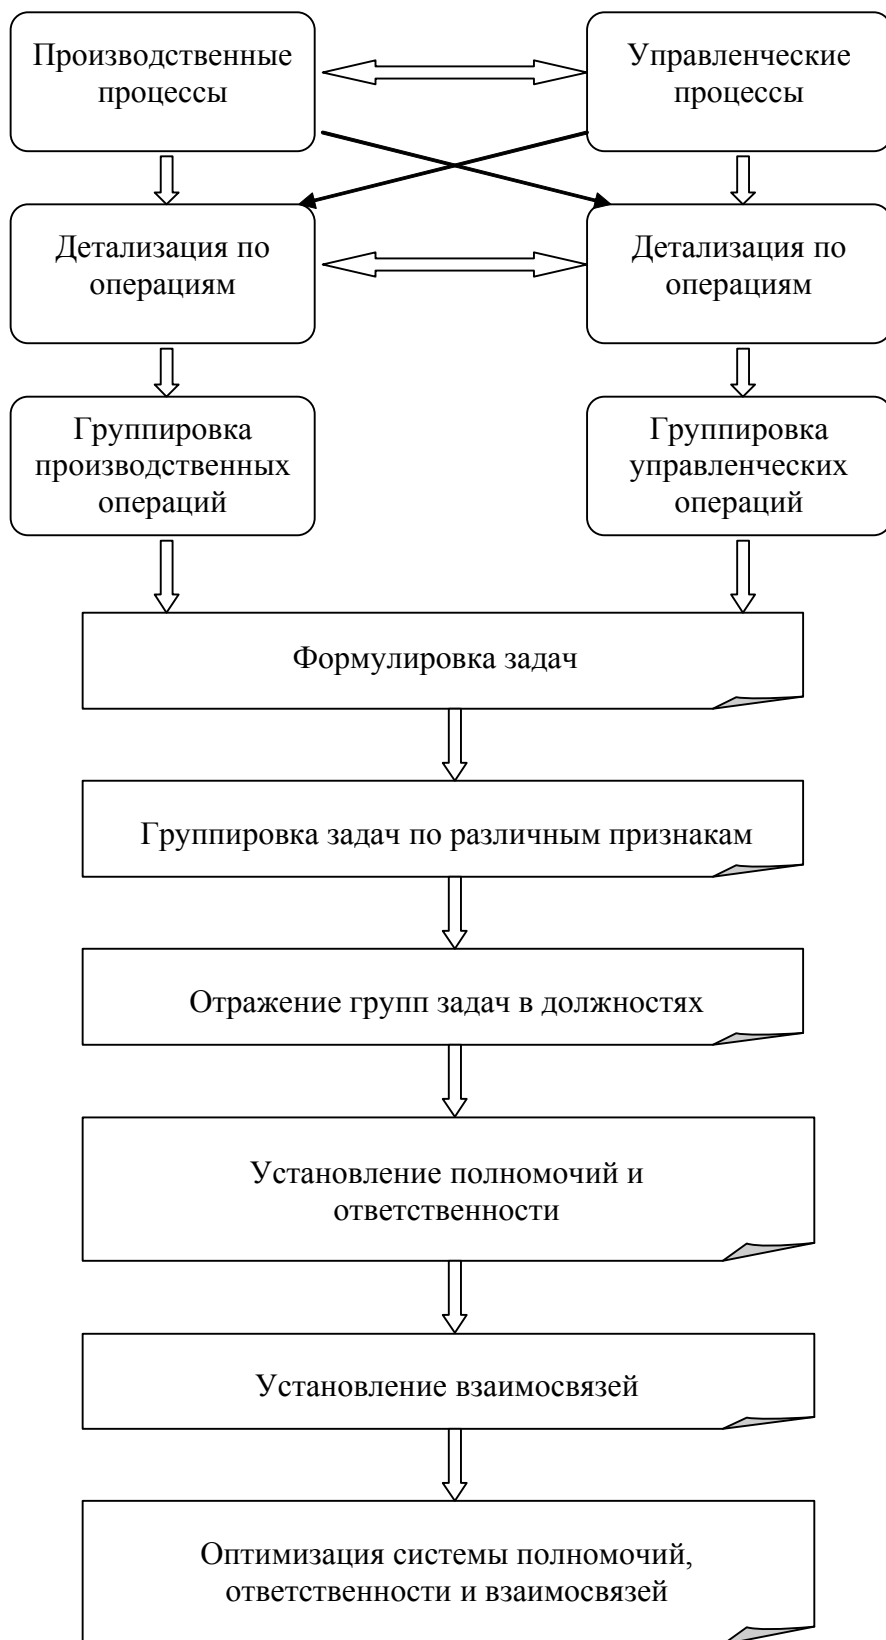 Производственные
процессы
Управленческие
процессы
Детализация по
операциям
Детализация по
операциям
Группировка
производственных
операций
Группировка
управленческих
операций
Формулировка задач
Группировка задач по различным признакам
Отражение групп задач в должностях
Установление полномочий и
ответственности
Установление взаимосвязей
Оптимизация системы полномочий,
ответственности и взаимосвязей